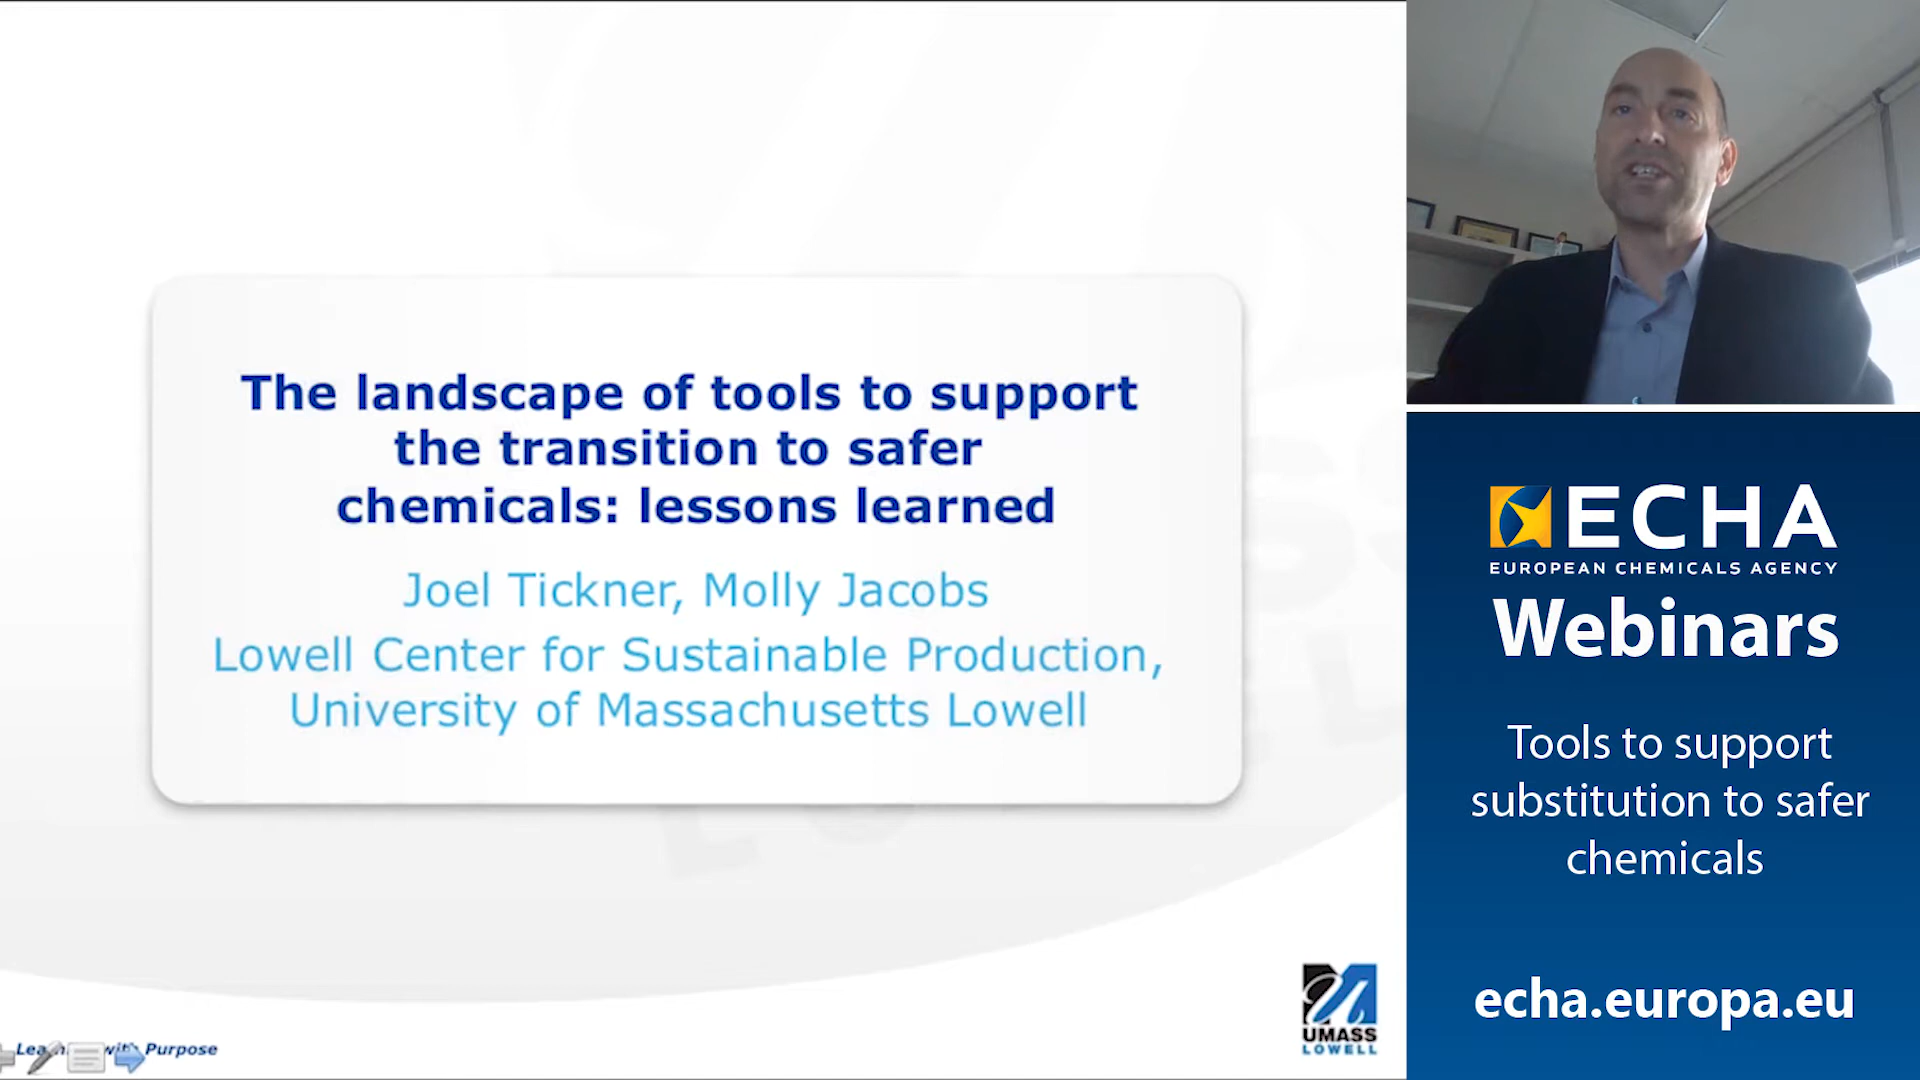 The landscape of tools to support
the transition to safer
chemicals: lessons learned
Joel Tickner, Molly Jacobs
Lowell Center for Sustainable Production,
University of Massachusetts Lowell
with Purpose
UMASS
LOWELL
ECHA
EUROPEAN CHEMICALS AGENCY
Webinars
Tools to support
substitution to safer
chemicals
echa.europa.eu